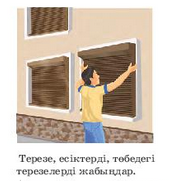 Терезе, есіктерді, төбедегі
терезелерді жабыңдар.